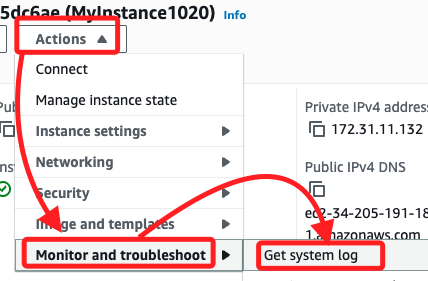 5dc6ae (MyInstance1020) Info
Actions
Connect
Manage instance state
Instance settings
Networking
Security
Image and templates
Monitor and troubleshoot
Get system log
Private IPv4 address
172.31.11.132
Public IPv4 DNS
ec2-34-205-191-18
1.amazonaws.com